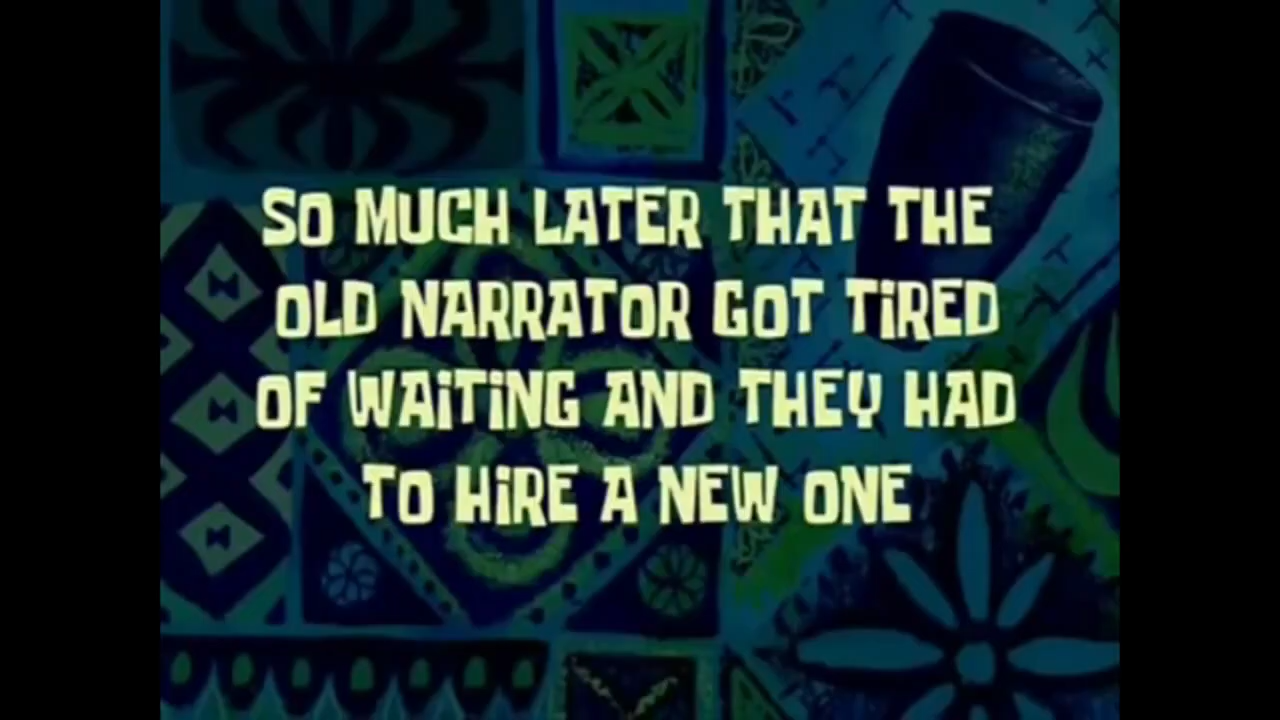 SO MUCH LATER THAT THE
OLD NARRATOR GOT TiRED
OF WAiTiNG AND THEY HAD
TO HiRE A NEW ONE